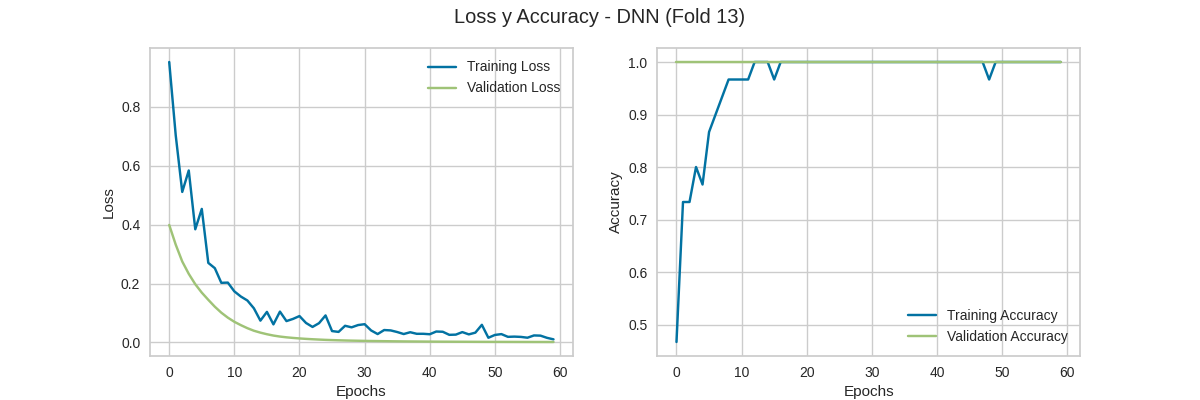 Loss y Accuracy - DNN (Fold 13)
Training Loss
Validation Loss
0.8
0.6
0.4
0.2
0.0
Loss
0
10
20
30
40
50
60
Epochs
1.0
0.9
0.8
0.7
0.6
0.5
Accuracy
Training Accuracy
Validation Accuracy
0
10
20
30
40
50
60
Epochs